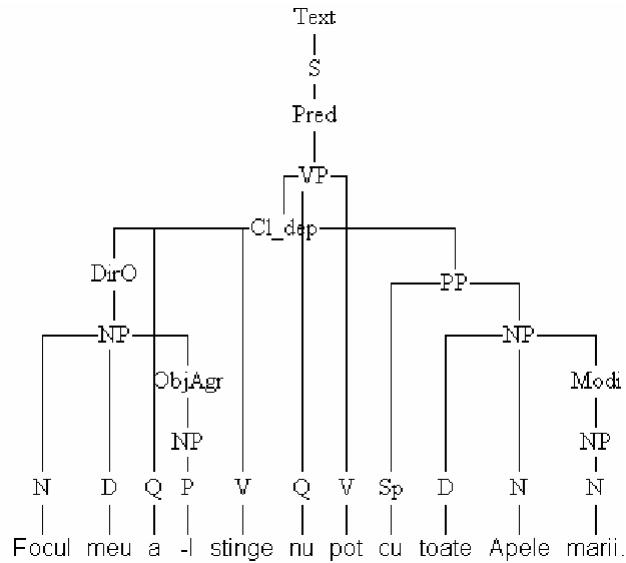 Text
S
Pred
VP
Cl_dep
DirO
PP
NP NP
ObjAgr Modi
NP NP
N D Q P V Q V Sp D N N
Focul meu a -l stinge nu pot cu toate Apele marii.